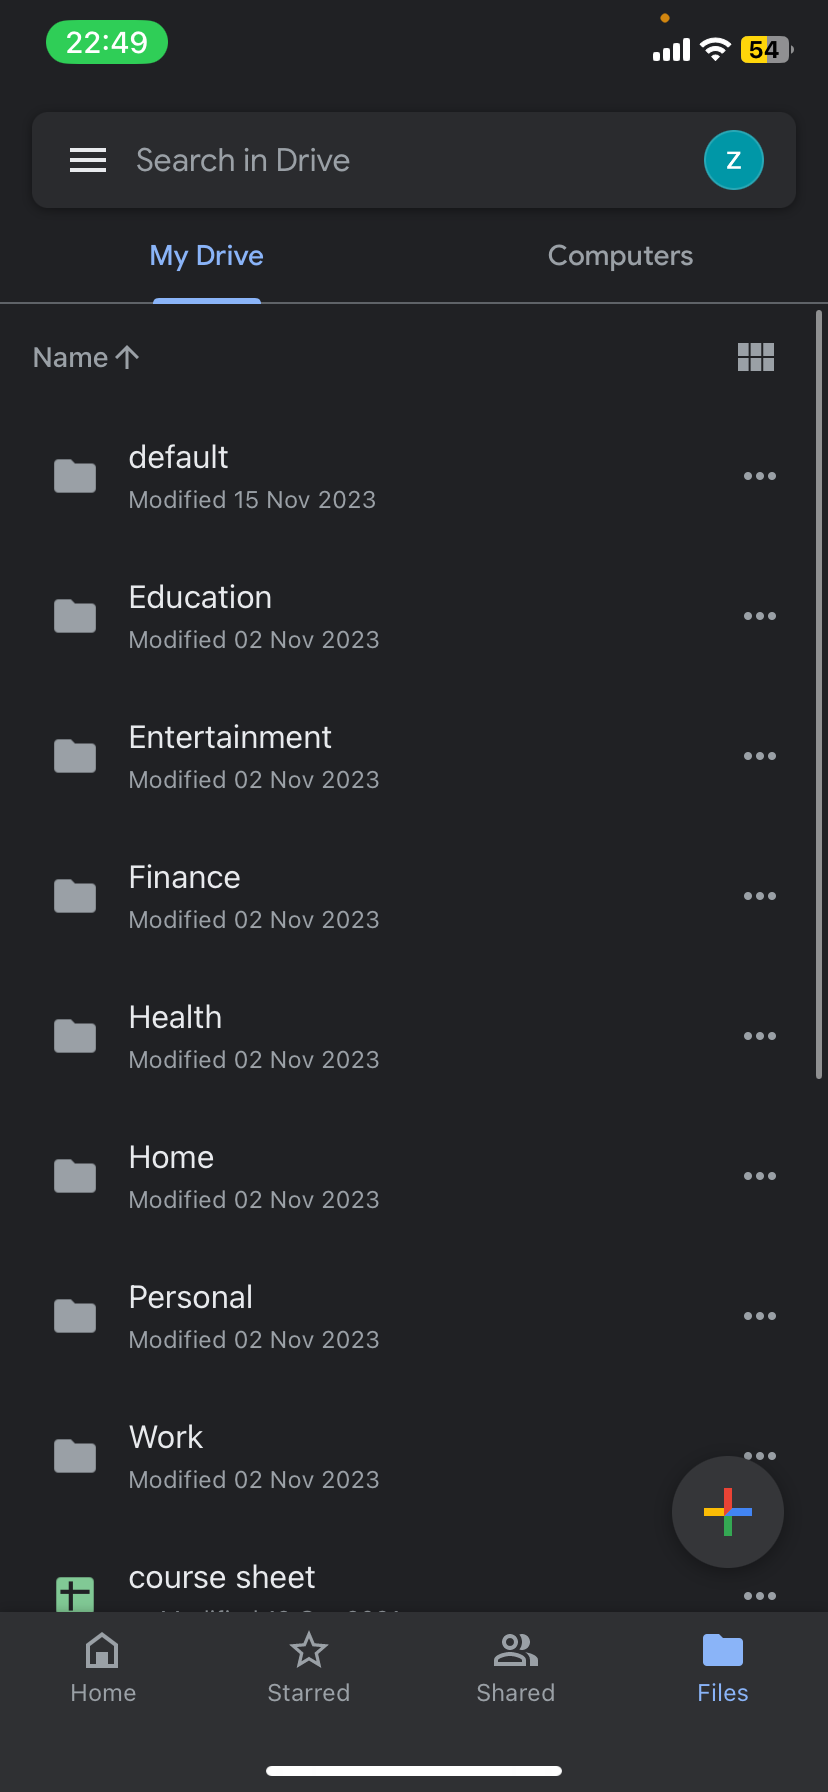 22:49
54
Search in Drive
Z
My Drive
Computers
Name
default
Modified 15 Nov 2023
Education
Modified 02 Nov 2023
Entertainment
Modified 02 Nov 2023
Finance
Modified 02 Nov 2023
Health
Modified 02 Nov 2023
Home
Modified 02 Nov 2023
Personal
Modified 02 Nov 2023
Work
Modified 02 Nov 2023
course sheet
Home
Starred
Shared
Files